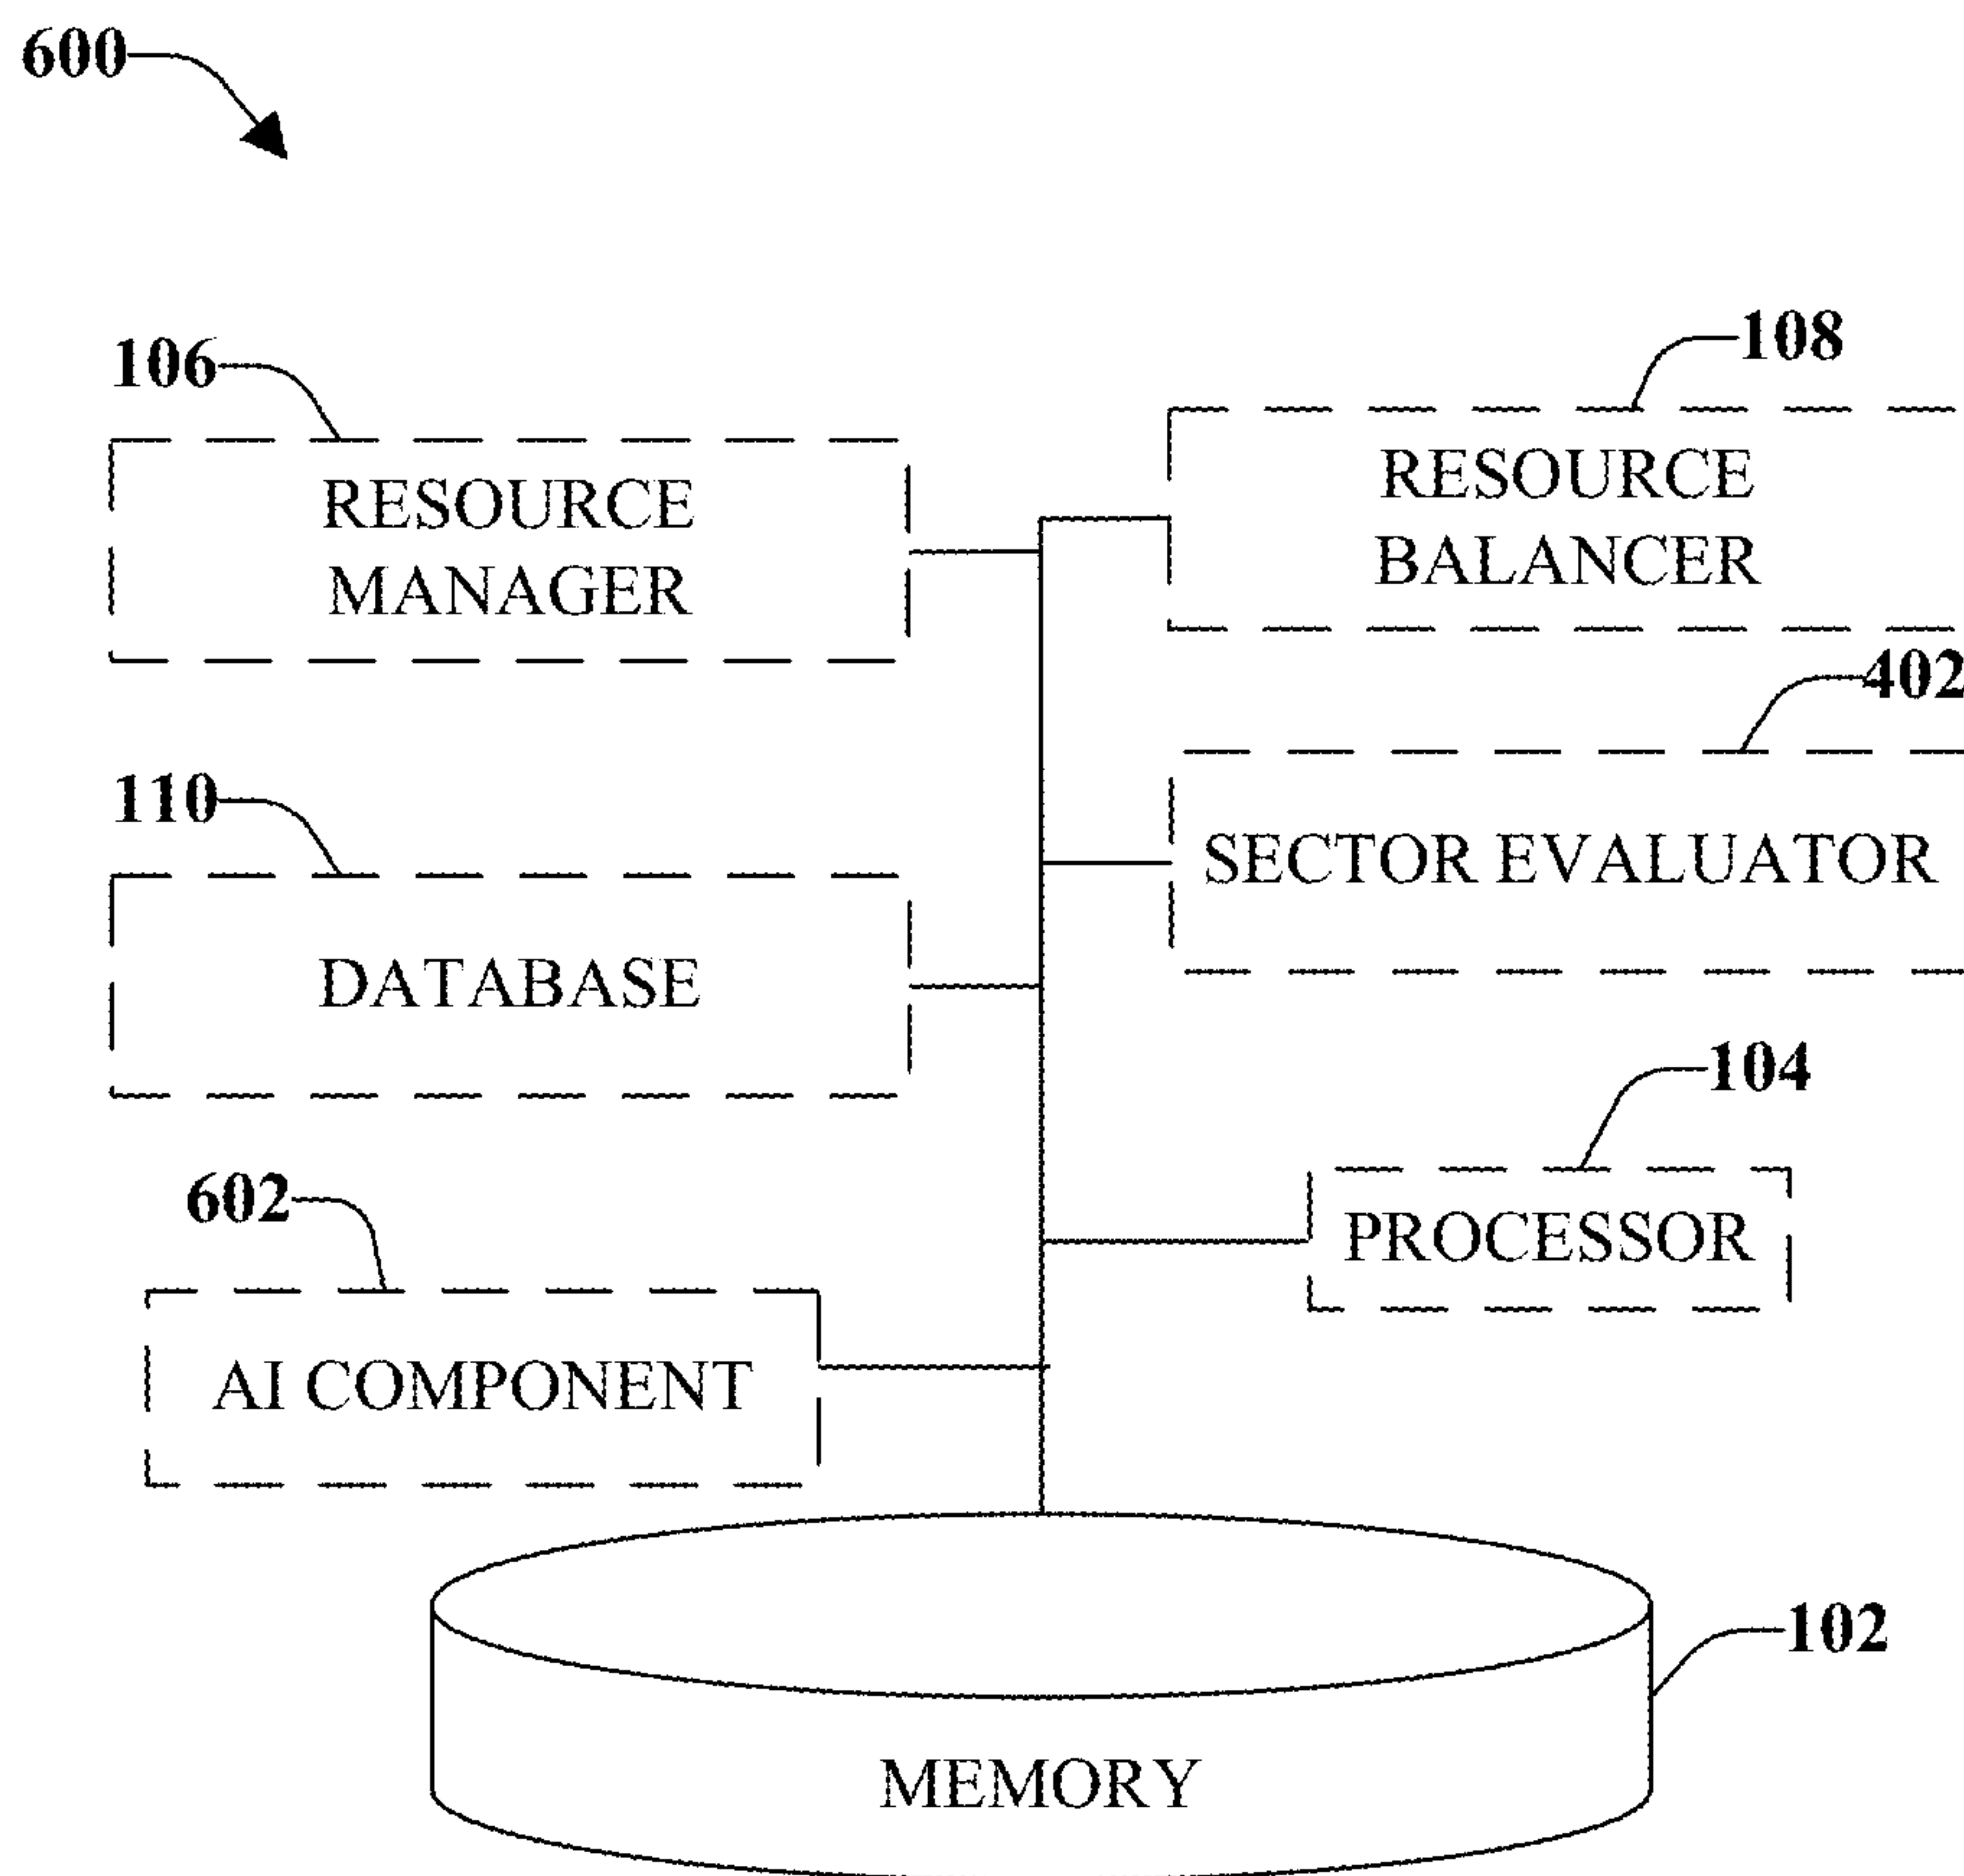 600
106
108
RESOURCE
MANAGER
RESOURCE
BALANCER
402
110
SECTOR EVALUATOR
DATABASE
104
602
PROCESSOR
AI COMPONENT
102
MEMORY